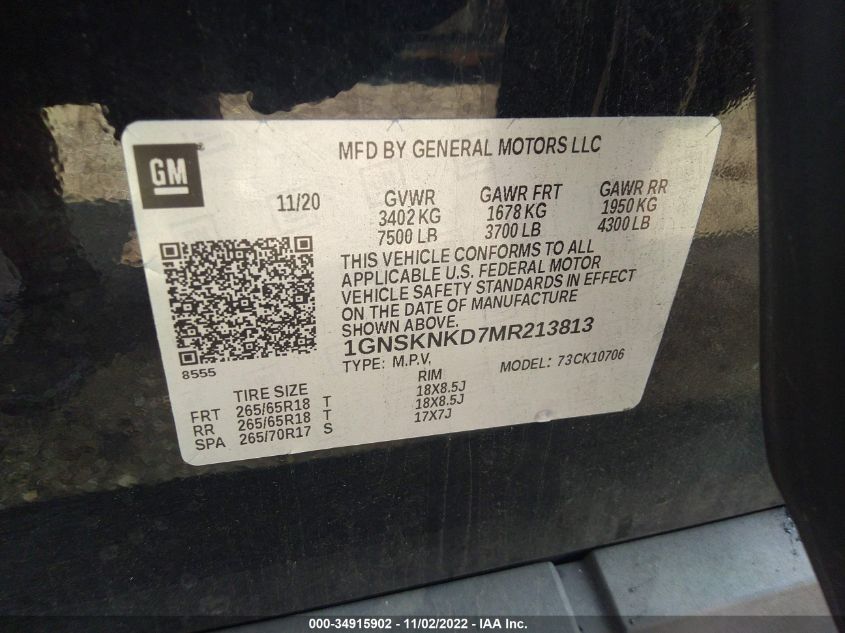 GM
MFD BY GENERAL MOTORS LLC
11/20
GVWR
3402 KG
7500 LB
GAWR FRT
1678 KG
3700 LB
GAWR RR
1950 KG
4300 LB
THIS VEHICLE CONFORMS TO ALL
APPLICABLE U.S. FEDERAL MOTOR
VEHICLE SAFETY STANDARDS IN EFFECT
ON THE DATE OF MANUFACTURE
SHOWN ABOVE.
1GNSKNKD7MR213813
TYPE: M.P.V. MODEL: 73CK10706
8555
TIRE SIZE RIM
FRT 265/65R18 T 18X8.5J
RR 265/65R18 T 18X8.5J
SPA 265/70R17 S 17X7J
000-34915902 - 11/02/2022 - IAA Inc.